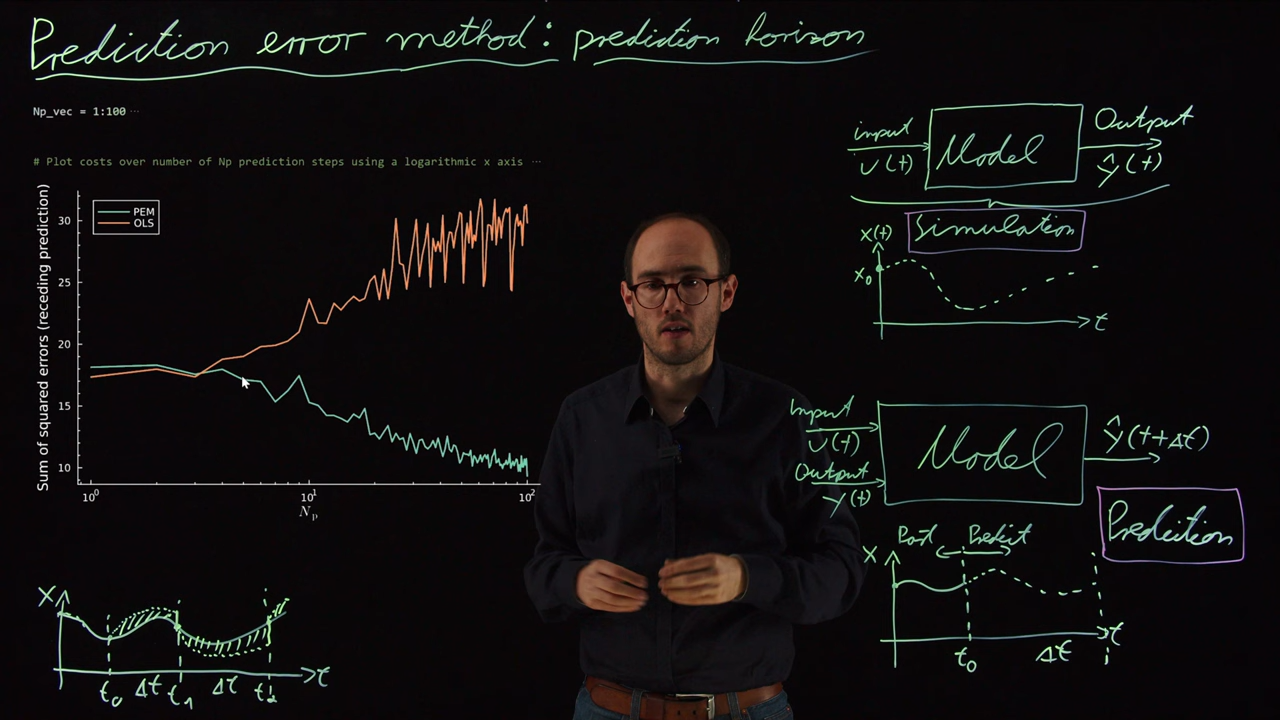 Prediction error method: prediction horizon
Np_vec = 1:100 ...
# Plot costs over number of Np prediction steps using a logarithmic x axis ...
Sum of squared errors (receding prediction)
30
25
20
15
10
PEM
OLS
10⁰
10¹
10²
Nₚ
X
t₀
Δt
t₁
Δt
t₂
t
input
U(t)
Model
Output
ŷ(t)
Simulation
x(t)
x₀
t
Input
U(t)
Output
y(t)
Model
ŷ(t+Δt)
Prediction
Past
Predict
X
t₀
Δt
t